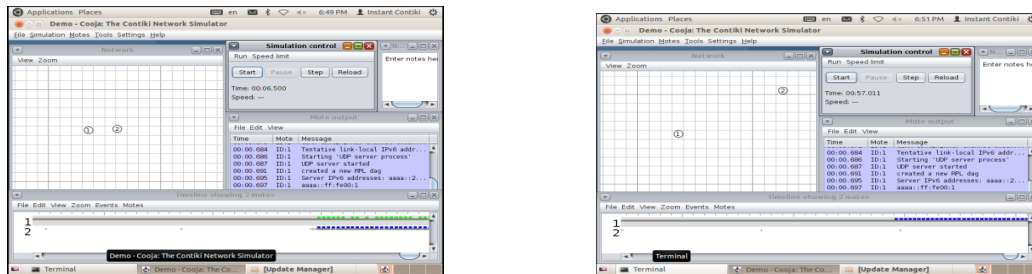 Applications Places en 6:49 PM Instant Contiki
Demo - Cooja: The Contiki Network Simulator
File Simulation Motes Tools Settings Help
Network
View Zoom
1 2
Simulation control
Run Speed limit
Start Pause Step Reload
Time: 00:06.500
Speed: ---
Enter notes he
Mote output
File Edit View
Time Mote Message
00:00.684 ID:1 Tentative link-local IPv6 addr...
00:00.686 ID:1 Starting 'UDP server process'
00:00.687 ID:1 UDP server started
00:00.691 ID:1 created a new RPL dag
00:00.695 ID:1 Server IPv6 addresses: aaaa::2...
00:00.697 ID:1 aaaa::ff:fe00:1
Timeline showing 2 motes
File Edit View Zoom Events Motes
1
2
Demo - Cooja: The Contiki Network Simulator
Terminal Demo - Cooja: The Co... [Update Manager]
Applications Places en 6:51 PM Instant Contiki
Demo - Cooja: The Contiki Network Simulator
File Simulation Motes Tools Settings Help
Network
View Zoom
2
1
Simulation control
Run Speed limit
Start Pause Step Reload
Time: 00:57.011
Speed: ---
Enter notes h
Mote output
File Edit View
Time Mote Message
00:00.684 ID:1 Tentative link-local IPv6 addr...
00:00.686 ID:1 Starting 'UDP server process'
00:00.687 ID:1 UDP server started
00:00.691 ID:1 created a new RPL dag
00:00.695 ID:1 Server IPv6 addresses: aaaa::2...
00:00.697 ID:1 aaaa::ff:fe00:1
Timeline showing 2 motes
File Edit View Zoom Events Motes
1
2
Terminal
Terminal Demo - Cooja: The Co... [Update Manager]